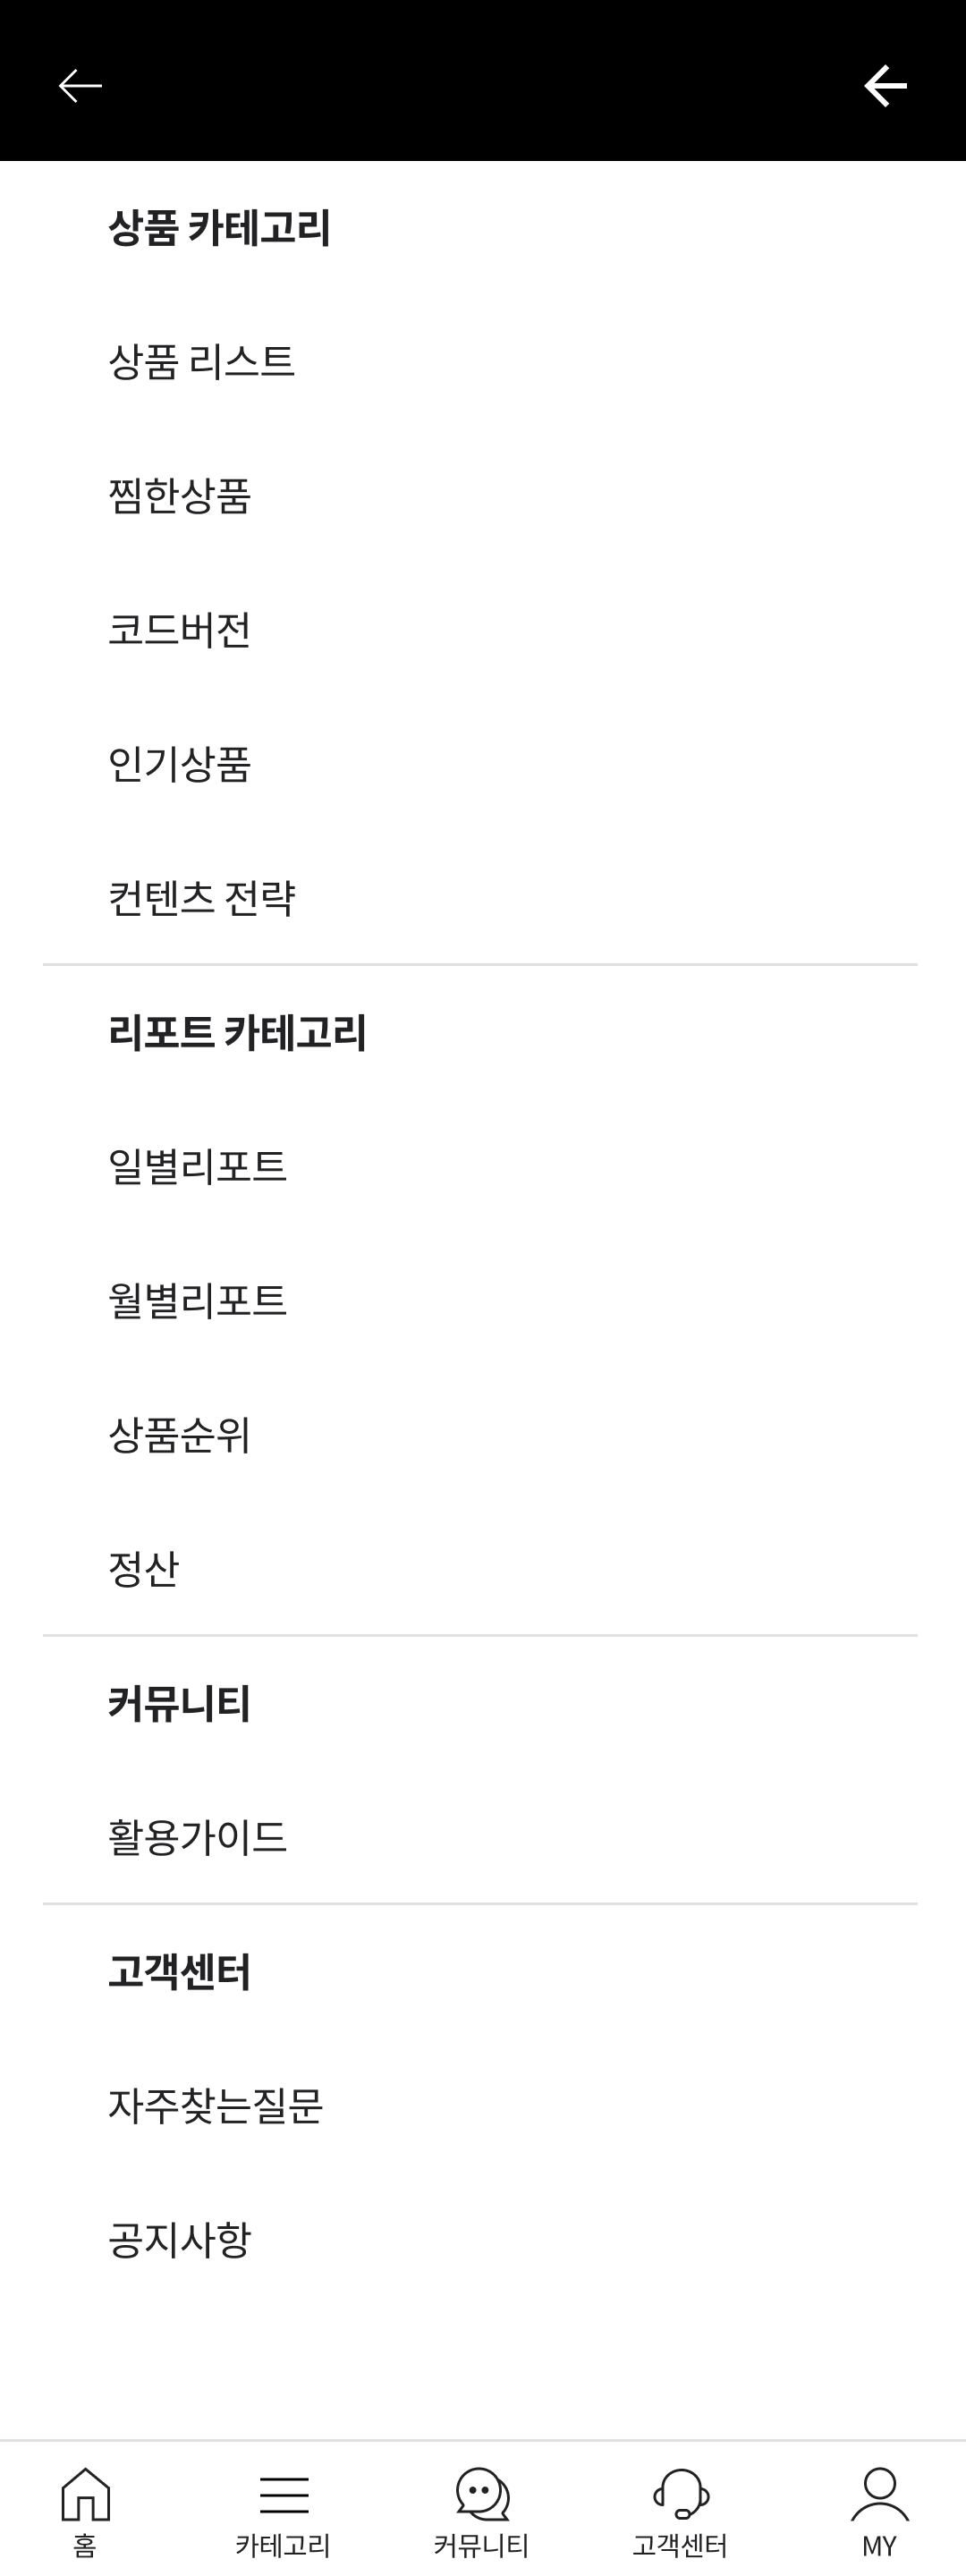 상품 카테고리
상품 리스트
찜한상품
코드버전
인기상품
컨텐츠 전략
리포트 카테고리
일별리포트
월별리포트
상품순위
정산
커뮤니티
활용가이드
고객센터
자주찾는질문
공지사항
홈 카테고리 커뮤니티 고객센터 MY